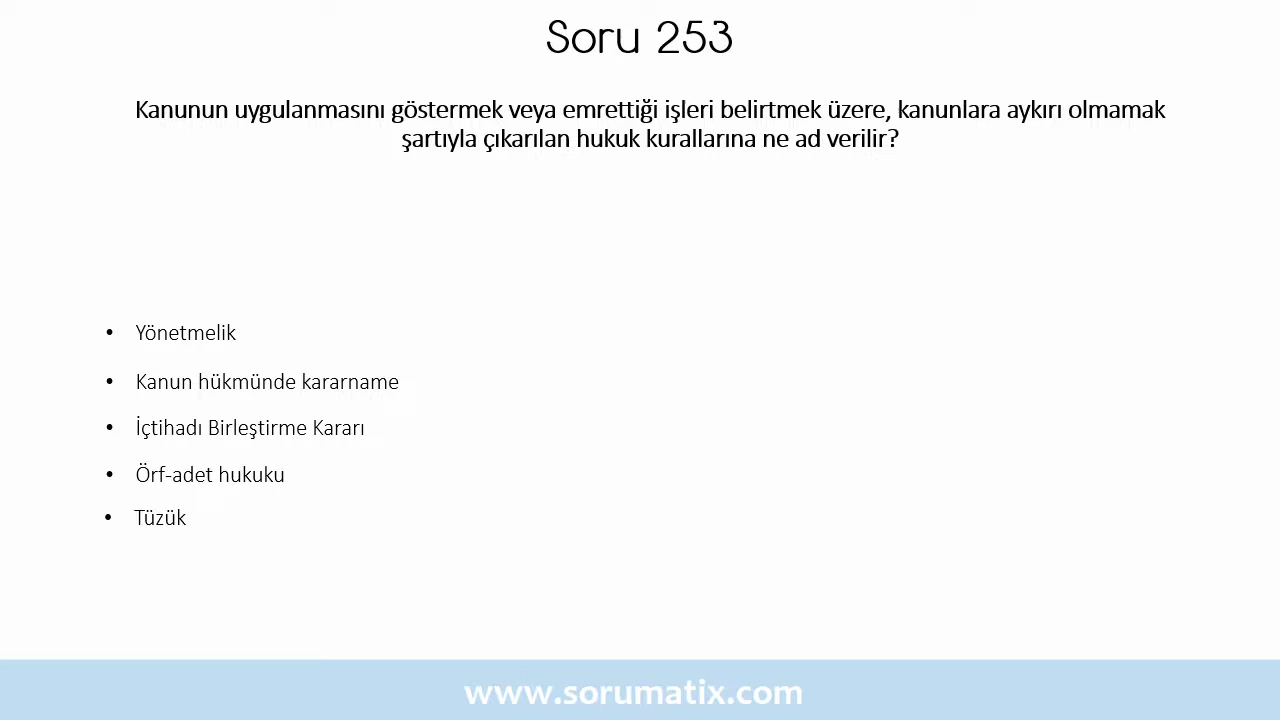 Soru 253
Kanunun uygulanmasını göstermek veya emrettiği işleri belirtmek üzere, kanunlara aykırı olmamak
şartıyla çıkarılan hukuk kurallarına ne ad verilir?
• Yönetmelik
• Kanun hükmünde kararname
• İçtihadı Birleştirme Kararı
• Örf-adet hukuku
• Tüzük
www.sorumatix.com